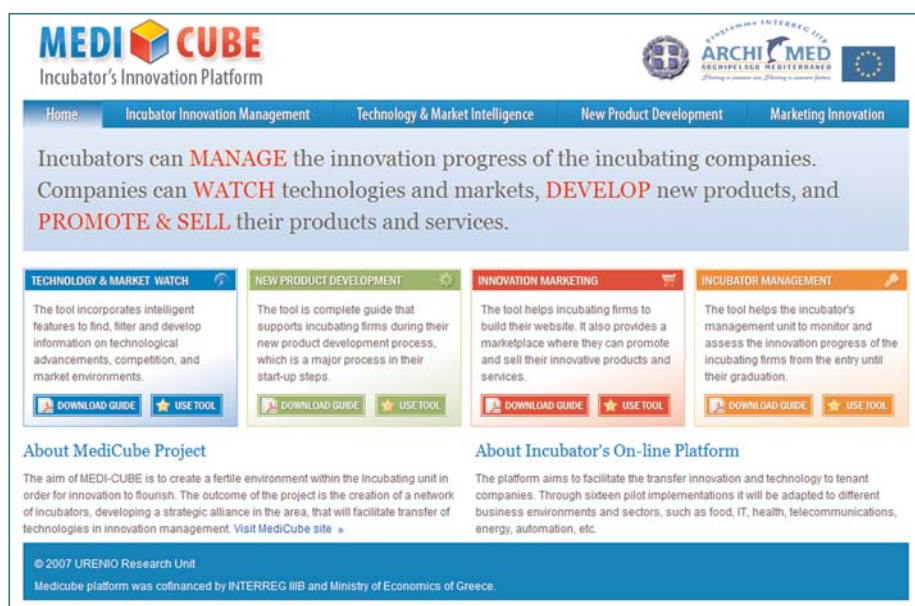 MEDI CUBE
Incubator's Innovation Platform
programme INTERREG IIIB
ARCHI MED
ARCHIPELAGO MEDITERRANEO
Home
Incubator Innovation Management
Technology & Market Intelligence
New Product Development
Marketing Innovation
Incubators can MANAGE the innovation progress of the incubating companies.
Companies can WATCH technologies and markets, DEVELOP new products, and
PROMOTE & SELL their products and services.
TECHNOLOGY & MARKET WATCH
The tool incorporates intelligent
features to find, filter and develop
information on technological
advancements, competition, and
market environments.
DOWNLOAD GUIDE
USE TOOL
NEW PRODUCT DEVELOPMENT
The tool is complete guide that
supports incubating firms during their
new product development process,
which is a major process in their
start-up steps.
DOWNLOAD GUIDE
USE TOOL
INNOVATION MARKETING
The tool helps incubating firms to
build their website. It also provides a
marketplace where they can promote
and sell their innovative products and
services.
DOWNLOAD GUIDE
USE TOOL
INCUBATOR MANAGEMENT
The tool helps the incubator's
management unit to monitor and
assess the innovation progress of the
incubating firms from the entry until
their graduation.
DOWNLOAD GUIDE
USE TOOL
About MediCube Project
The aim of MEDI-CUBE is to create a fertile environment within the Incubating unit in
order for innovation to flourish. The outcome of the project is the creation of a network
of incubators, developing a strategic alliance in the area, that will facilitate transfer of
technologies in innovation management. Visit MediCube site »
About Incubator's On-line Platform
The platform aims to facilitate the transfer innovation and technology to tenant
companies. Through sixteen pilot implementations it will be adapted to different
business environments and sectors, such as food, IT, health, telecommunications,
energy, automation, etc.
© 2007 URENIO Research Unit
Medicube platform was cofinanced by INTERREG IIIB and Ministry of Economics of Greece.